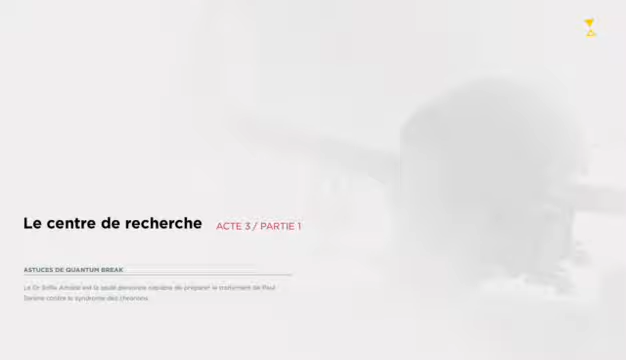 Le centre de recherche ACTE 3 / PARTIE 1
ASTUCES DE QUANTUM BREAK
Le Dr Sofia Amaral est la seule personne capable de préparer le traitement de Paul
Serene contre le syndrome des chronons.